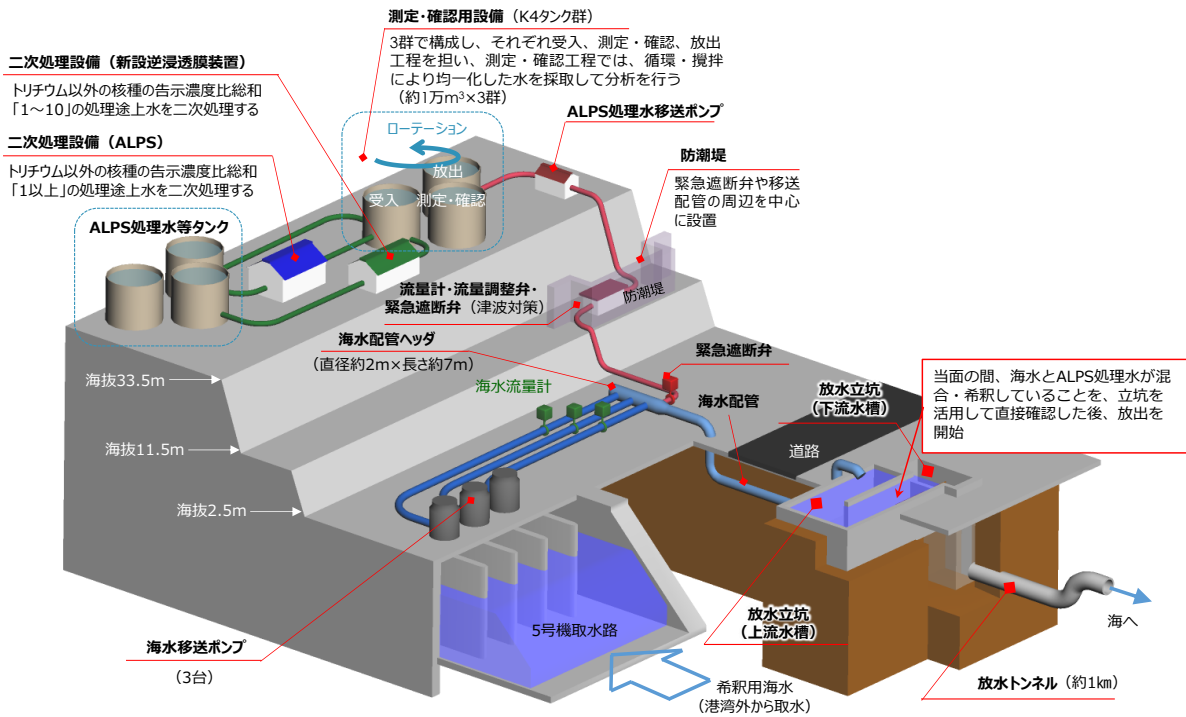 測定・確認用設備（K4タンク群）
3群で構成し、それぞれ受入、測定・確認、放出
工程を担い、測定・確認工程では、循環・攪拌
により均一化した水を採取して分析を行う
（約1万m³×3群）
二次処理設備（新設逆浸透膜装置）
トリチウム以外の核種の告示濃度比総和
「1～10」の処理途上水を二次処理する
二次処理設備（ALPS）
トリチウム以外の核種の告示濃度比総和
「1以上」の処理途上水を二次処理する
ALPS処理水等タンク
ローテーション
放出
受入
測定・確認
ALPS処理水移送ポンプ
防潮堤
緊急遮断弁や移送
配管の周辺を中心
に設置
防潮堤
流量計・流量調整弁・
緊急遮断弁（津波対策）
海水配管ヘッダ
（直径約2m×長さ約7m）
海水流量計
緊急遮断弁
海水配管
放水立坑
（下流水槽）
当面の間、海水とALPS処理水が混
合・希釈していることを、立坑を
活用して直接確認した後、放出を
開始
道路
海抜33.5m
海抜11.5m
海抜2.5m
海水移送ポンプ
（3台）
5号機取水路
希釈用海水
（港湾外から取水）
放水立坑
（上流水槽）
海へ
放水トンネル（約1km）